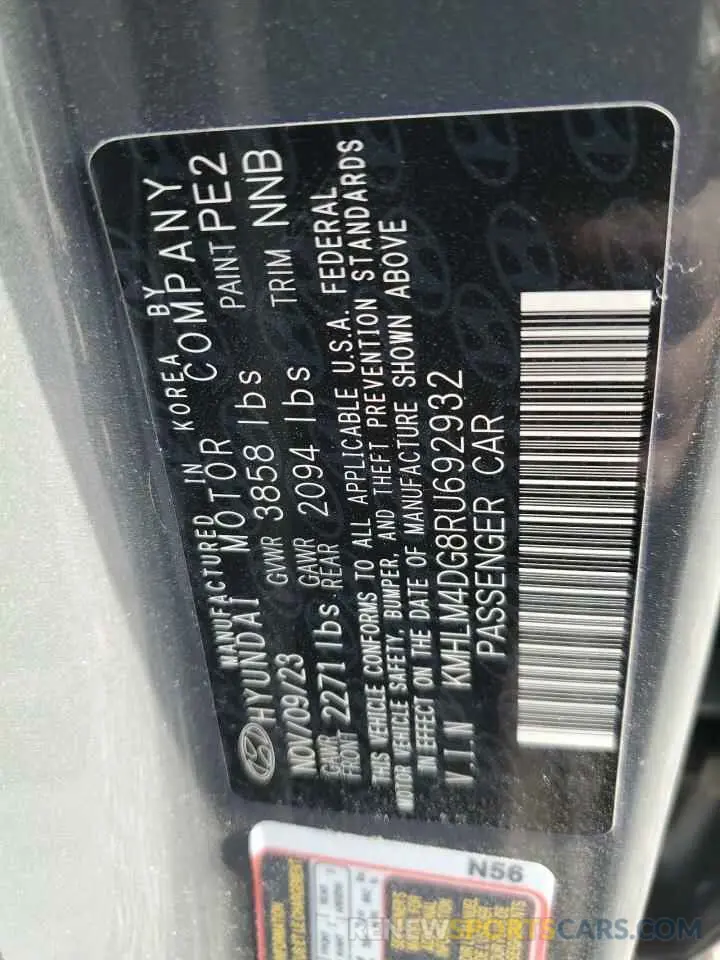 MANUFACTURED IN KOREA BY
HYUNDAI MOTOR COMPANY
NOV/09/23 GVWR 3858 lbs PAINT PE2
GAWR FRONT 2271 lbs GAWR REAR 2094 lbs TRIM NNB
THIS VEHICLE CONFORMS TO ALL APPLICABLE U.S.A. FEDERAL
MOTOR VEHICLE SAFETY, BUMPER, AND THEFT PREVENTION STANDARDS
IN EFFECT ON THE DATE OF MANUFACTURE SHOWN ABOVE
V.I.N KMHLM4DG8RU692932
PASSENGER CAR
N56
RENEWSPORTSCARS.COM